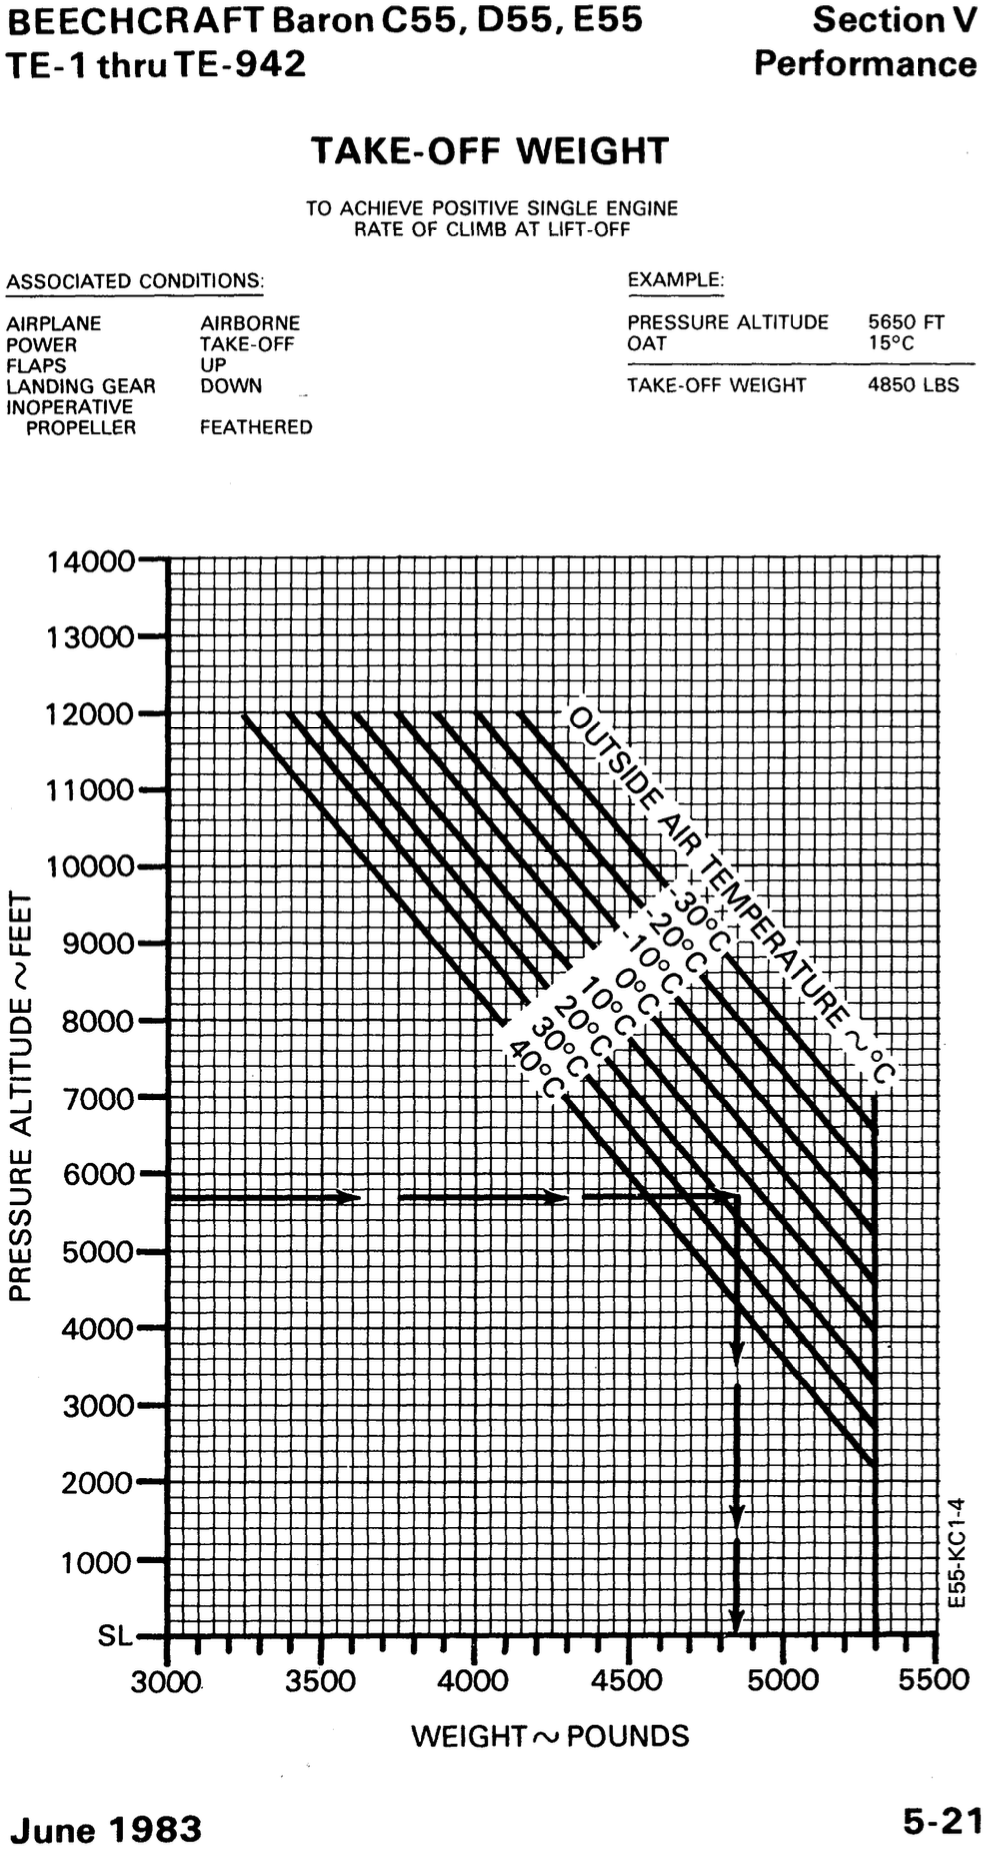 BEECHCRAFT Baron C55, D55, E55 Section V
TE-1 thru TE-942 Performance
TAKE-OFF WEIGHT
TO ACHIEVE POSITIVE SINGLE ENGINE
RATE OF CLIMB AT LIFT-OFF
ASSOCIATED CONDITIONS:
AIRPLANE AIRBORNE
POWER TAKE-OFF
FLAPS UP
LANDING GEAR DOWN
INOPERATIVE
PROPELLER FEATHERED
EXAMPLE:
PRESSURE ALTITUDE 5650 FT
OAT 15°C
TAKE-OFF WEIGHT 4850 LBS
PRESSURE ALTITUDE ~ FEET
14000
13000
12000
11000
10000
9000
8000
7000
6000
5000
4000
3000
2000
1000
SL
OUTSIDE AIR TEMPERATURE ~ °C
-30°C
-20°C
-10°C
0°C
10°C
20°C
30°C
40°C
E55-KC1-4
3000 3500 4000 4500 5000 5500
WEIGHT ~ POUNDS
June 1983 5-21